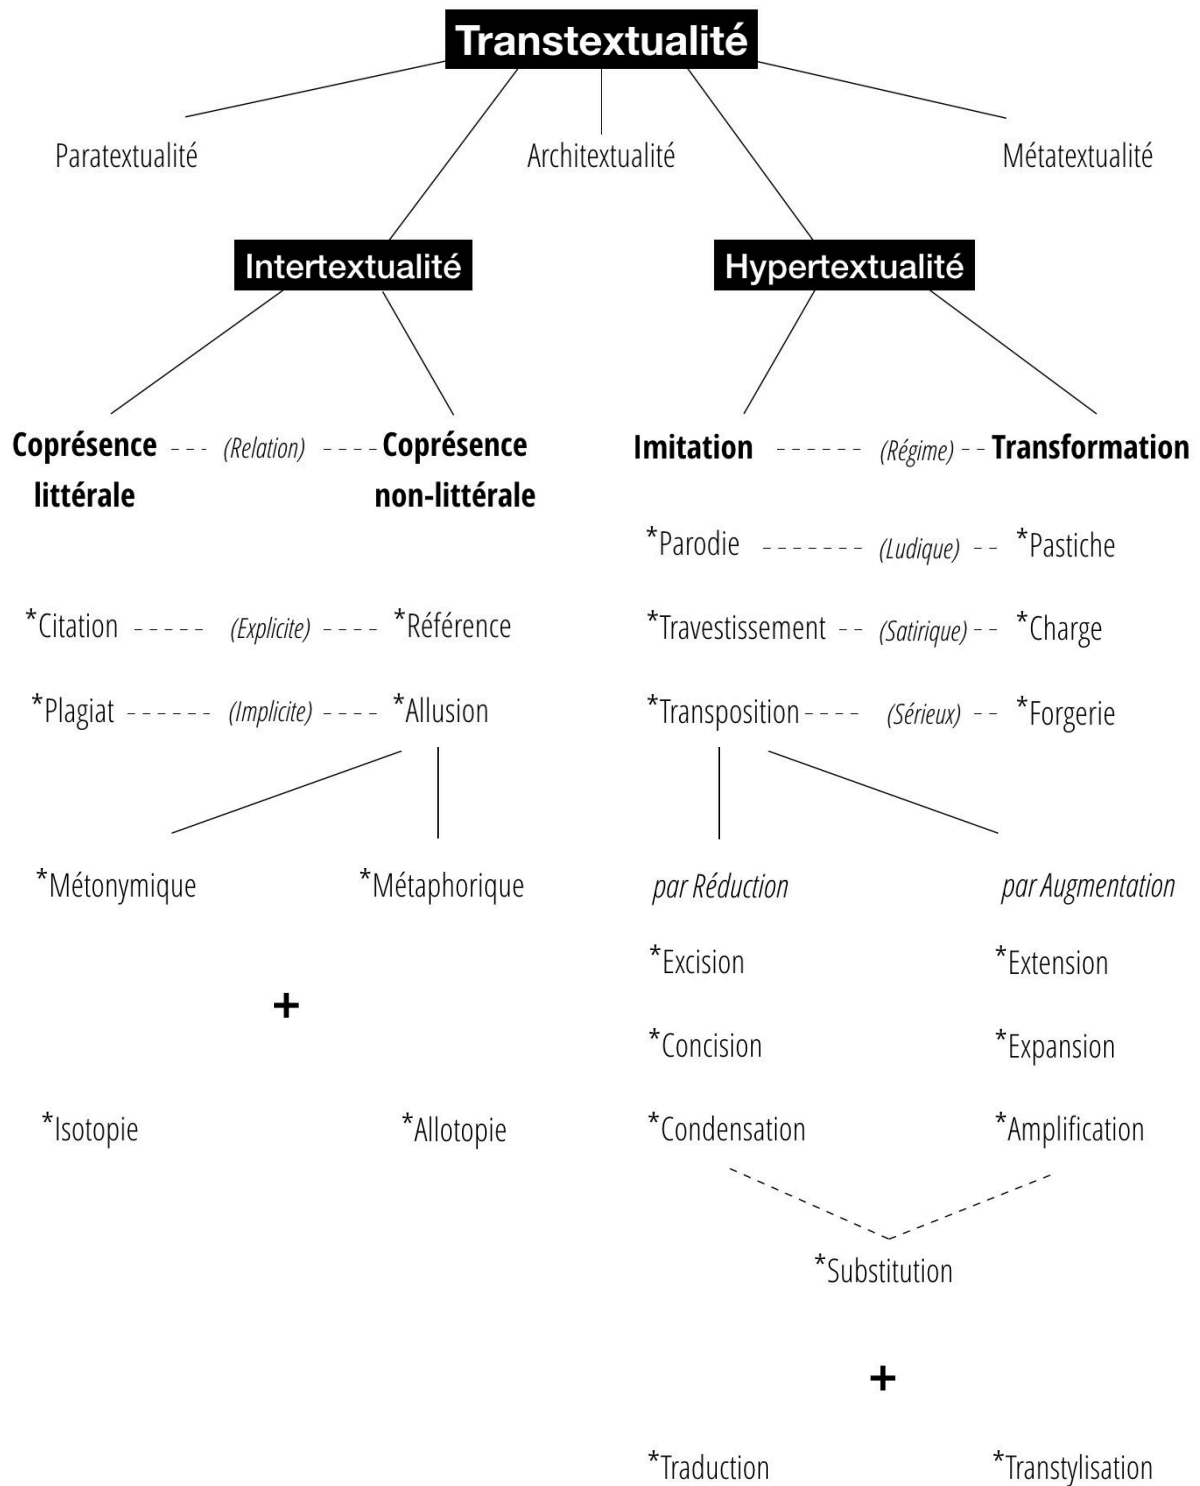 Transtextualité
Paratextualité Architextualité Métatextualité
Intertextualité Hypertextualité
Coprésence (Relation) Coprésence Imitation (Régime) Transformation
littérale non-littérale
*Parodie (Ludique) *Pastiche
*Citation (Explicite) *Référence *Travestissement (Satirique) *Charge
*Plagiat (Implicite) *Allusion *Transposition (Sérieux) *Forgerie
*Métonymique *Métaphorique par Réduction par Augmentation
*Excision *Extension
+
*Concision *Expansion
*Isotopie *Allotopie *Condensation *Amplification
*Substitution
+
*Traduction *Transtylisation